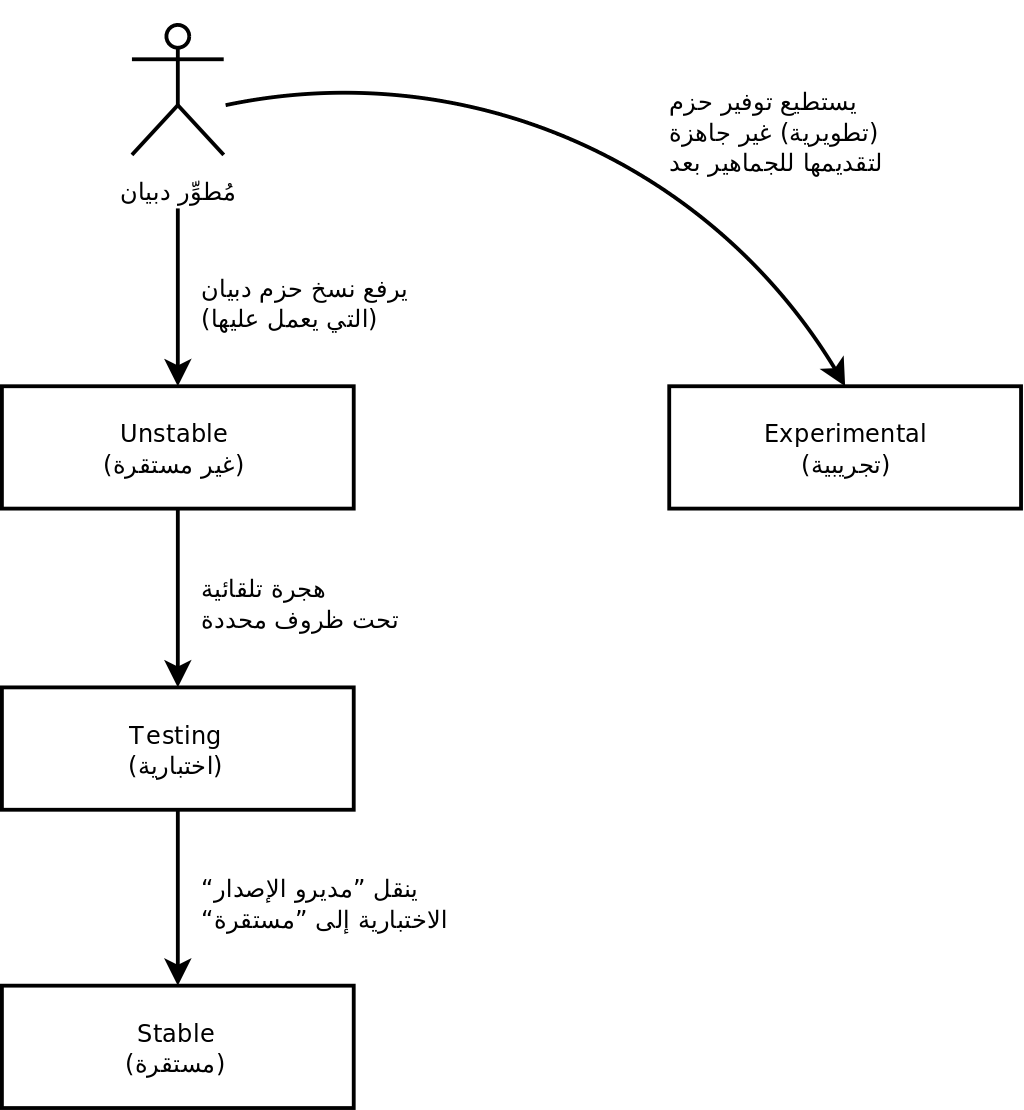 يستطيع توفير حزم
(تطويرية) غير جاهزة
لتقديمها للجماهير بعد
مُطوِّر دبيان
يرفع نسخ حزم دبيان
(التي يعمل عليها)
Unstable
(غير مستقرة)
Experimental
(تجريبية)
هجرة تلقائية
تحت ظروف محددة
Testing
(اختبارية)
ينقل ”مديرو الإصدار“
الاختبارية إلى ”مستقرة“
Stable
(مستقرة)